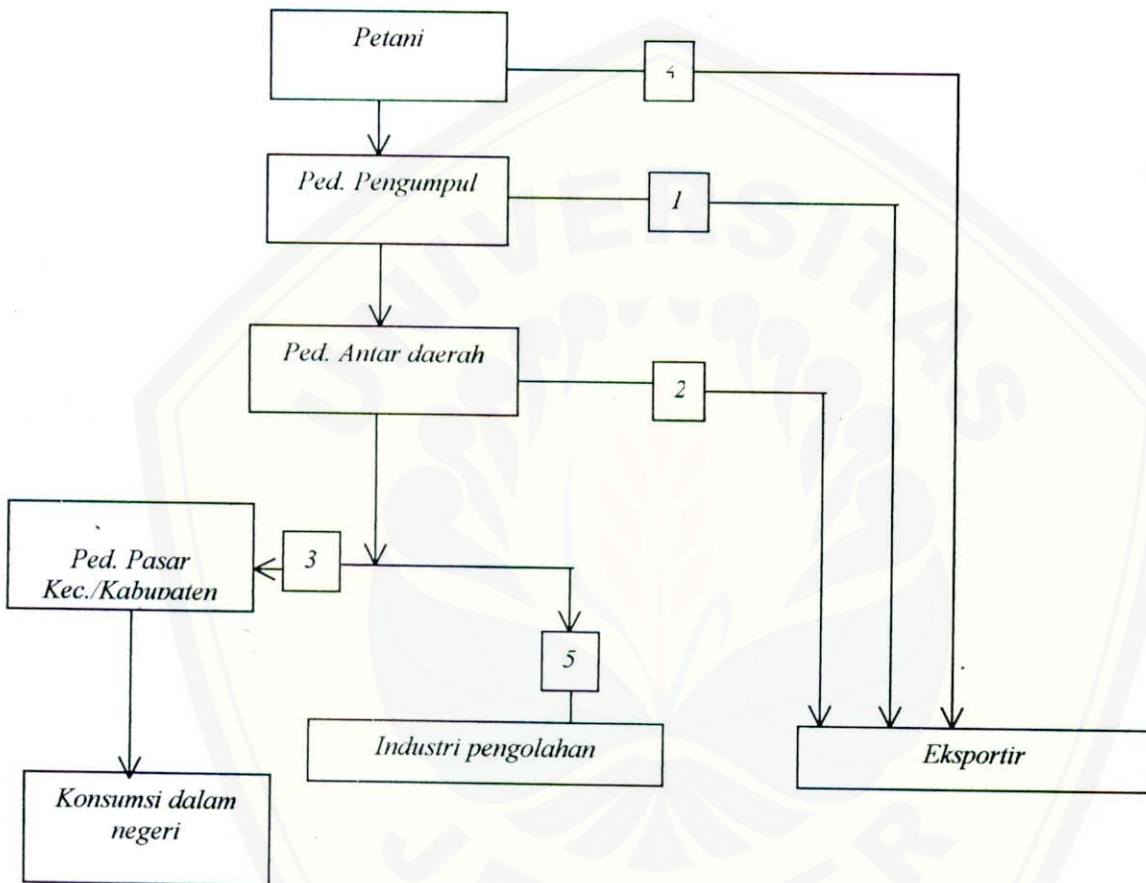 Petani
4
Ped. Pengumpul
1
Ped. Antar daerah
2
Ped. Pasar
Kec./Kabupaten
3
5
Industri pengolahan
Eksportir
Konsumsi dalam
negeri
UNIVERSITAS